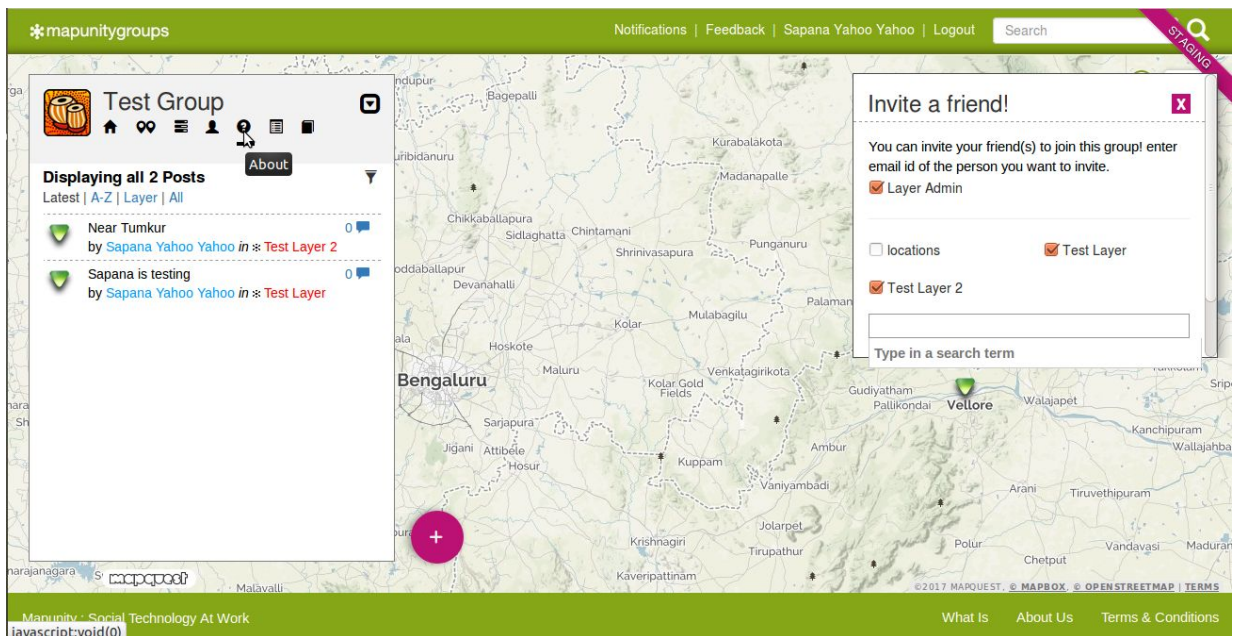 mapunitygroups
Notifications | Feedback | Sapana Yahoo Yahoo | Logout
Search
STAGING
Test Group
About
Displaying all 2 Posts
Latest | A-Z | Layer | All
Near Tumkur
0
by Sapana Yahoo Yahoo in Test Layer 2
Sapana is testing
0
by Sapana Yahoo Yahoo in Test Layer
Invite a friend!
X
You can invite your friend(s) to join this group! enter
email id of the person you want to invite.
Layer Admin
locations
Test Layer
Test Layer 2
Type in a search term
Bagepalli
Kurabalakota
Madanapalle
Chikkaballapura
Sidlaghatta
Chintamani
Shrinivasapura
Punganuru
Devanahalli
Mulabagilu
Kolar
Hoskote
Maluru
Venkatagirikota
Bengaluru
Kolar Gold
Fields
Gudiyatham
Pallikondai
Vellore
Walajapet
Kanchipuram
Sarjapura
Jigani
Attibele
Hosur
Kuppam
Ambur
Vaniyambadi
Arani
Tiruvethipuram
Jolarpet
Krishnagiri
Tirupathur
Polur
Chetput
Vandavasi
Kaveripattinam
Malavalli
+
mapquest
©2017 MAPQUEST, © MAPBOX, © OPENSTREETMAP | TERMS
Mapunity : Social Technology At Work
What Is
About Us
Terms & Conditions
javascript:void(0)